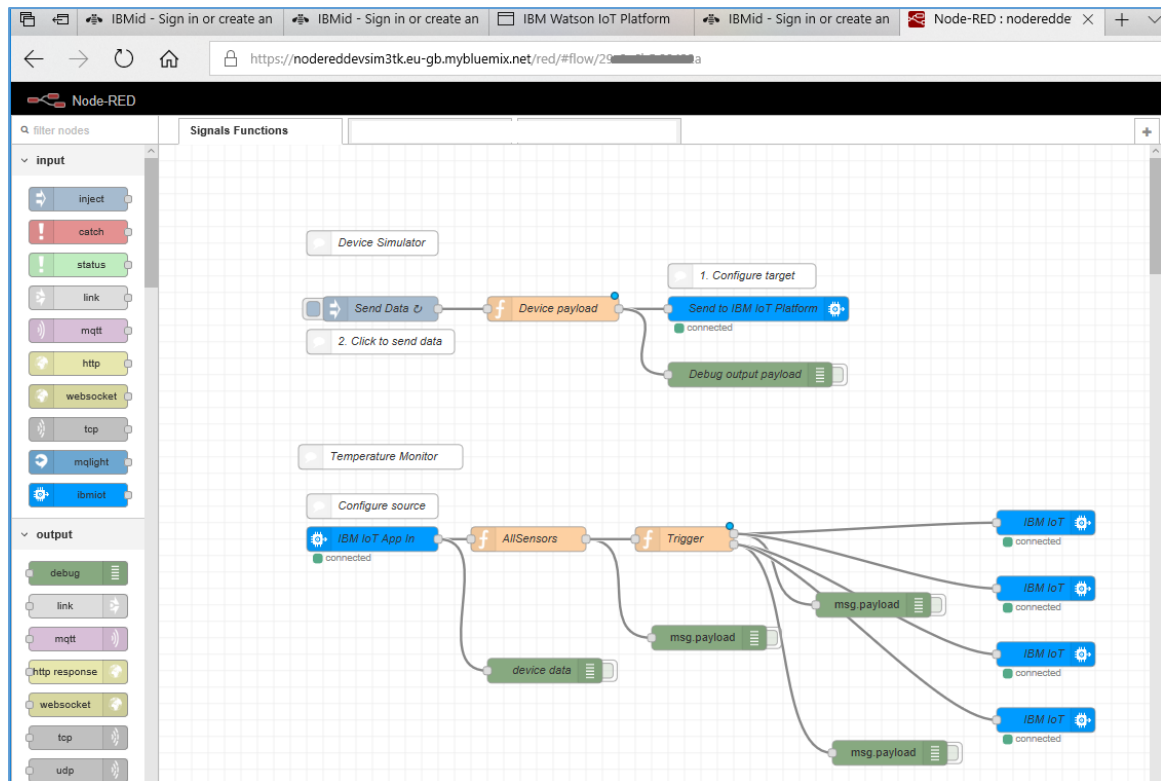 IBMid - Sign in or create an
IBMid - Sign in or create an
IBM Watson IoT Platform
IBMid - Sign in or create an
Node-RED : noderedde
https://nodereddevsim3tk.eu-gb.mybluemix.net/red/#flow/29
Node-RED
filter nodes
Signals Functions
input
inject
catch
status
link
mqtt
http
websocket
tcp
mqlight
ibmiot
output
debug
link
mqtt
http response
websocket
tcp
udp
Device Simulator
1. Configure target
Send Data ↻
Device payload
Send to IBM IoT Platform
connected
2. Click to send data
Debug output payload
Temperature Monitor
Configure source
IBM IoT App In
connected
AllSensors
Trigger
IBM IoT
connected
IBM IoT
connected
msg.payload
msg.payload
IBM IoT
connected
device data
IBM IoT
connected
msg.payload